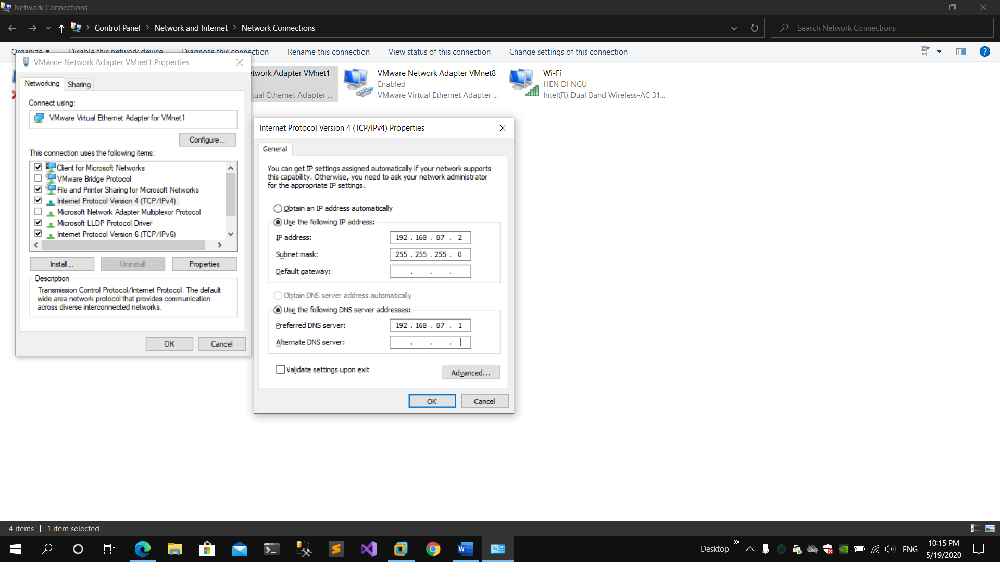 Network Connections
Control Panel > Network and Internet > Network Connections
Search Network Connections
Organize
Disable this network device
Diagnose this connection
Rename this connection
View status of this connection
Change settings of this connection
VMware Network Adapter VMnet1 Properties
Networking
Sharing
Connect using:
VMware Virtual Ethernet Adapter for VMnet1
Configure...
This connection uses the following items:
Client for Microsoft Networks
VMware Bridge Protocol
File and Printer Sharing for Microsoft Networks
Internet Protocol Version 4 (TCP/IPv4)
Microsoft Network Adapter Multiplexor Protocol
Microsoft LLDP Protocol Driver
Internet Protocol Version 6 (TCP/IPv6)
Install...
Uninstall
Properties
Description
Transmission Control Protocol/Internet Protocol. The default
wide area network protocol that provides communication
across diverse interconnected networks.
OK
Cancel
etwork Adapter VMnet1
rtual Ethernet Adapter ...
VMware Network Adapter VMnet8
Enabled
VMware Virtual Ethernet Adapter ...
Wi-Fi
HEN DI NGU
Intel(R) Dual Band Wireless-AC 31...
Internet Protocol Version 4 (TCP/IPv4) Properties
General
You can get IP settings assigned automatically if your network supports
this capability. Otherwise, you need to ask your network administrator
for the appropriate IP settings.
Obtain an IP address automatically
Use the following IP address:
IP address:
192 . 168 . 87 . 2
Subnet mask:
255 . 255 . 255 . 0
Default gateway:
. . .
Obtain DNS server address automatically
Use the following DNS server addresses:
Preferred DNS server:
192 . 168 . 87 . 1
Alternate DNS server:
. . .
Validate settings upon exit
Advanced...
OK
Cancel
4 items
1 item selected
Desktop
ENG
10:15 PM
5/19/2020